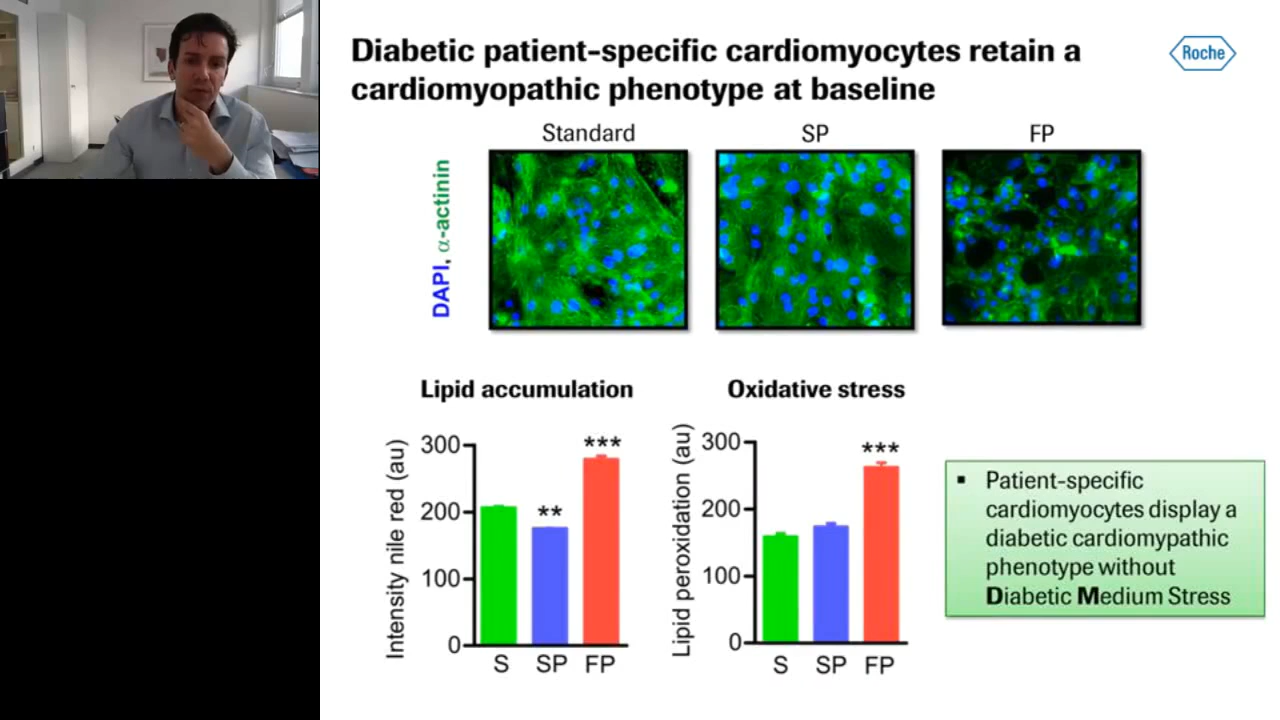 Diabetic patient-specific cardiomyocytes retain a
cardiomyopathic phenotype at baseline
Roche
Standard
SP
FP
DAPI, α-actinin
Lipid accumulation
Intensity nile red (au)
300
200
100
0
**
***
S
SP
FP
Oxidative stress
Lipid peroxidation (au)
300
200
100
0
***
S
SP
FP
▪ Patient-specific
cardiomyocytes display a
diabetic cardiomypathic
phenotype without
Diabetic Medium Stress